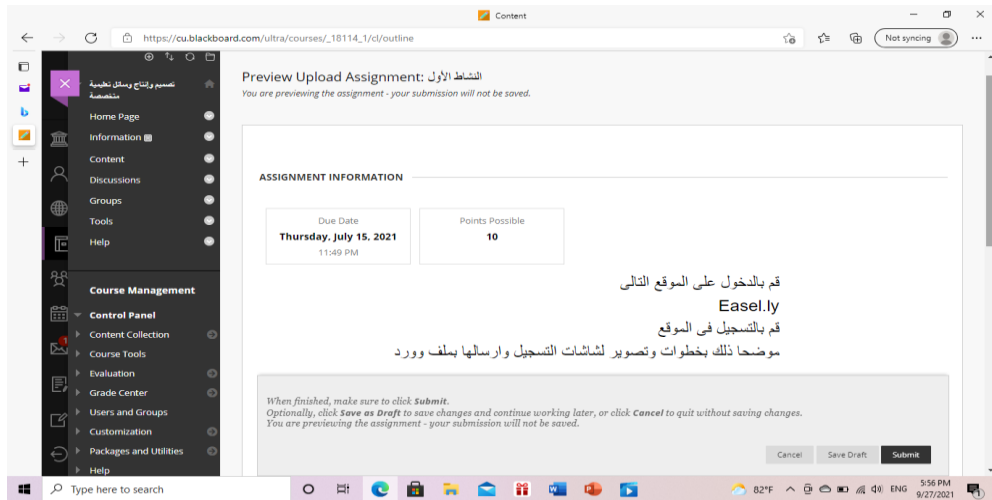 Content
https://cu.blackboard.com/ultra/courses/_18114_1/cl/outline
Not syncing
تصميم وإنتاج وسائل تعليمية
متخصصة
Home Page
Information
Content
Discussions
Groups
Tools
Help
Course Management
Control Panel
Content Collection
Course Tools
Evaluation
Grade Center
Users and Groups
Customization
Packages and Utilities
Help
Preview Upload Assignment: النشاط الأول
You are previewing the assignment - your submission will not be saved.
ASSIGNMENT INFORMATION
Due Date
Thursday, July 15, 2021
11:49 PM
Points Possible
10
قم بالدخول على الموقع التالى
Easel.ly
قم بالتسجيل فى الموقع
موضحا ذلك بخطوات وتصوير لشاشات التسجيل وارسالها بملف وورد
When finished, make sure to click Submit.
Optionally, click Save as Draft to save changes and continue working later, or click Cancel to quit without saving changes.
You are previewing the assignment - your submission will not be saved.
Cancel
Save Draft
Submit
Type here to search
82°F
ENG
5:56 PM
9/27/2021